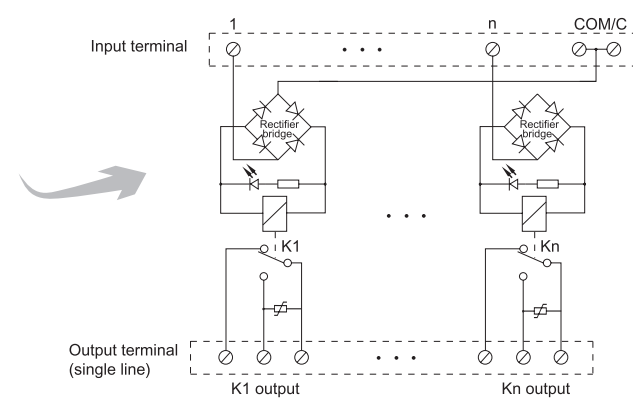 1 n COM/C
Input terminal
Rectifier
bridge
Rectifier
bridge
K1
Kn
Output terminal
(single line)
K1 output
Kn output